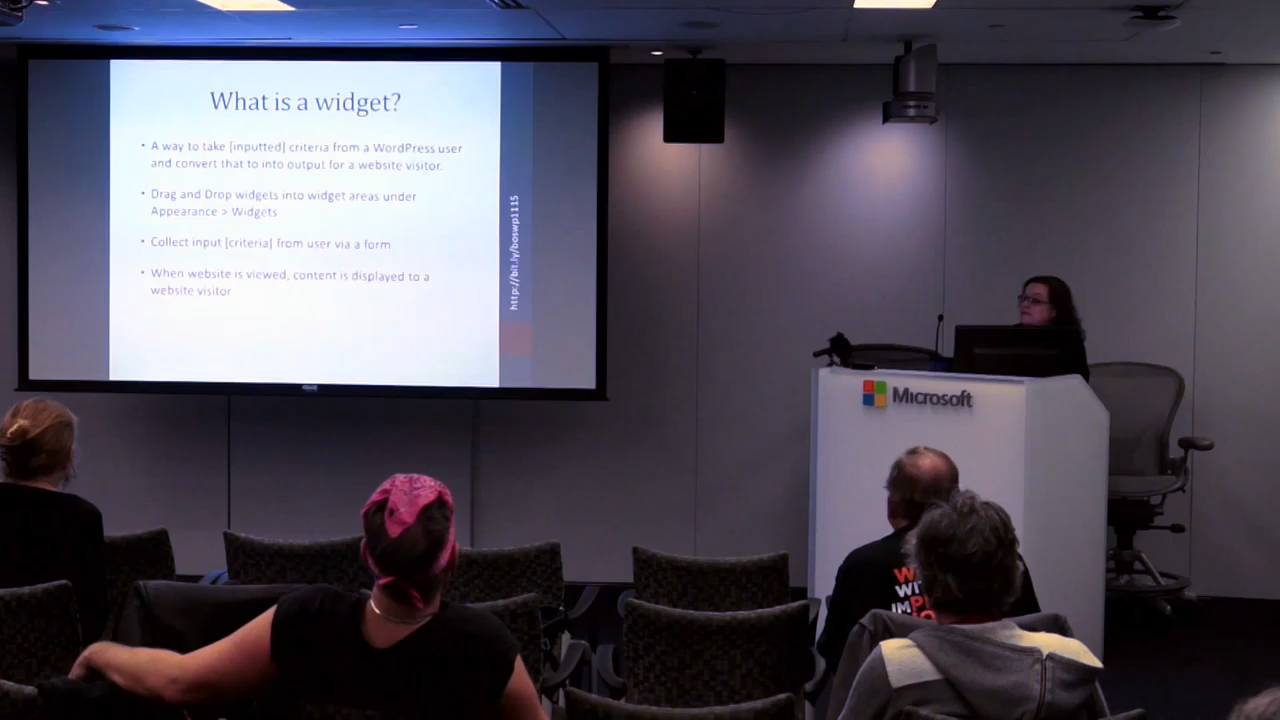 What is a widget?
• A way to take [inputted] criteria from a WordPress user
and convert that to into output for a website visitor.
• Drag and Drop widgets into widget areas under
Appearance > Widgets
• Collect input [criteria] from user via a form
• When website is viewed, content is displayed to a
website visitor
http://bit.ly/boswp1115
Microsoft